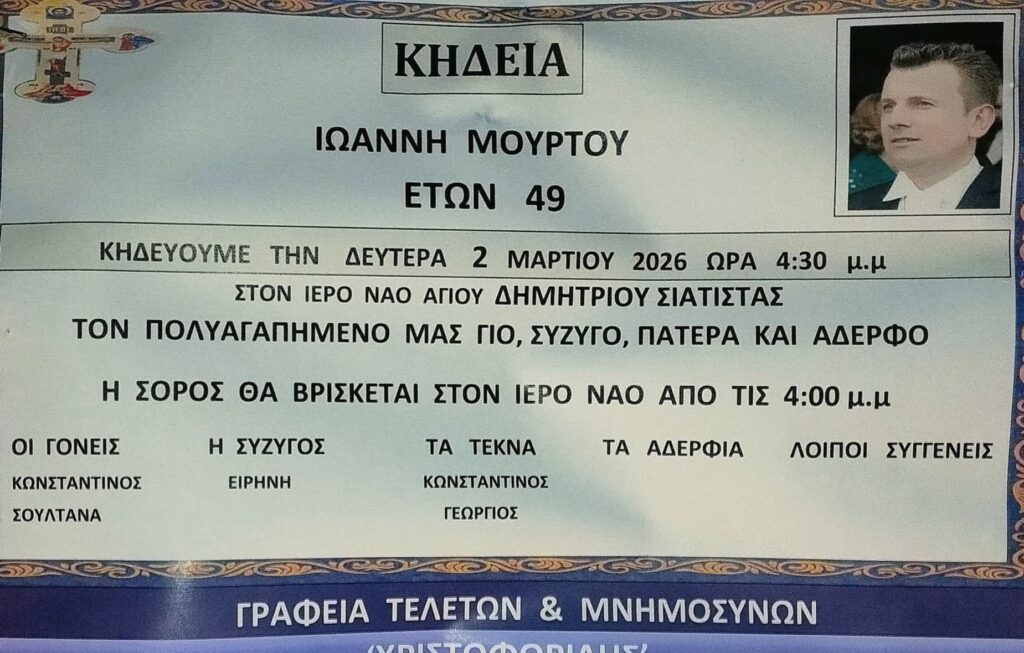 ΚΗΔΕΙΑ
ΙΩΑΝΝΗ ΜΟΥΡΤΟΥ
ΕΤΩΝ 49
ΚΗΔΕΥΟΥΜΕ ΤΗΝ ΔΕΥΤΕΡΑ 2 ΜΑΡΤΙΟΥ 2026 ΩΡΑ 4:30 μ.μ
ΣΤΟΝ ΙΕΡΟ ΝΑΟ ΑΓΙΟΥ ΔΗΜΗΤΡΙΟΥ ΣΙΑΤΙΣΤΑΣ
ΤΟΝ ΠΟΛΥΑΓΑΠΗΜΕΝΟ ΜΑΣ ΓΙΟ, ΣΥΖΥΓΟ, ΠΑΤΕΡΑ ΚΑΙ ΑΔΕΡΦΟ
Η ΣΟΡΟΣ ΘΑ ΒΡΙΣΚΕΤΑΙ ΣΤΟΝ ΙΕΡΟ ΝΑΟ ΑΠΟ ΤΙΣ 4:00 μ.μ
ΟΙ ΓΟΝΕΙΣ Η ΣΥΖΥΓΟΣ ΤΑ ΤΕΚΝΑ ΤΑ ΑΔΕΡΦΙΑ ΛΟΙΠΟΙ ΣΥΓΓΕΝΕΙΣ
ΚΩΝΣΤΑΝΤΙΝΟΣ ΕΙΡΗΝΗ ΚΩΝΣΤΑΝΤΙΝΟΣ
ΣΟΥΛΤΑΝΑ ΓΕΩΡΓΙΟΣ
ΓΡΑΦΕΙΑ ΤΕΛΕΤΩΝ & ΜΝΗΜΟΣΥΝΩΝ